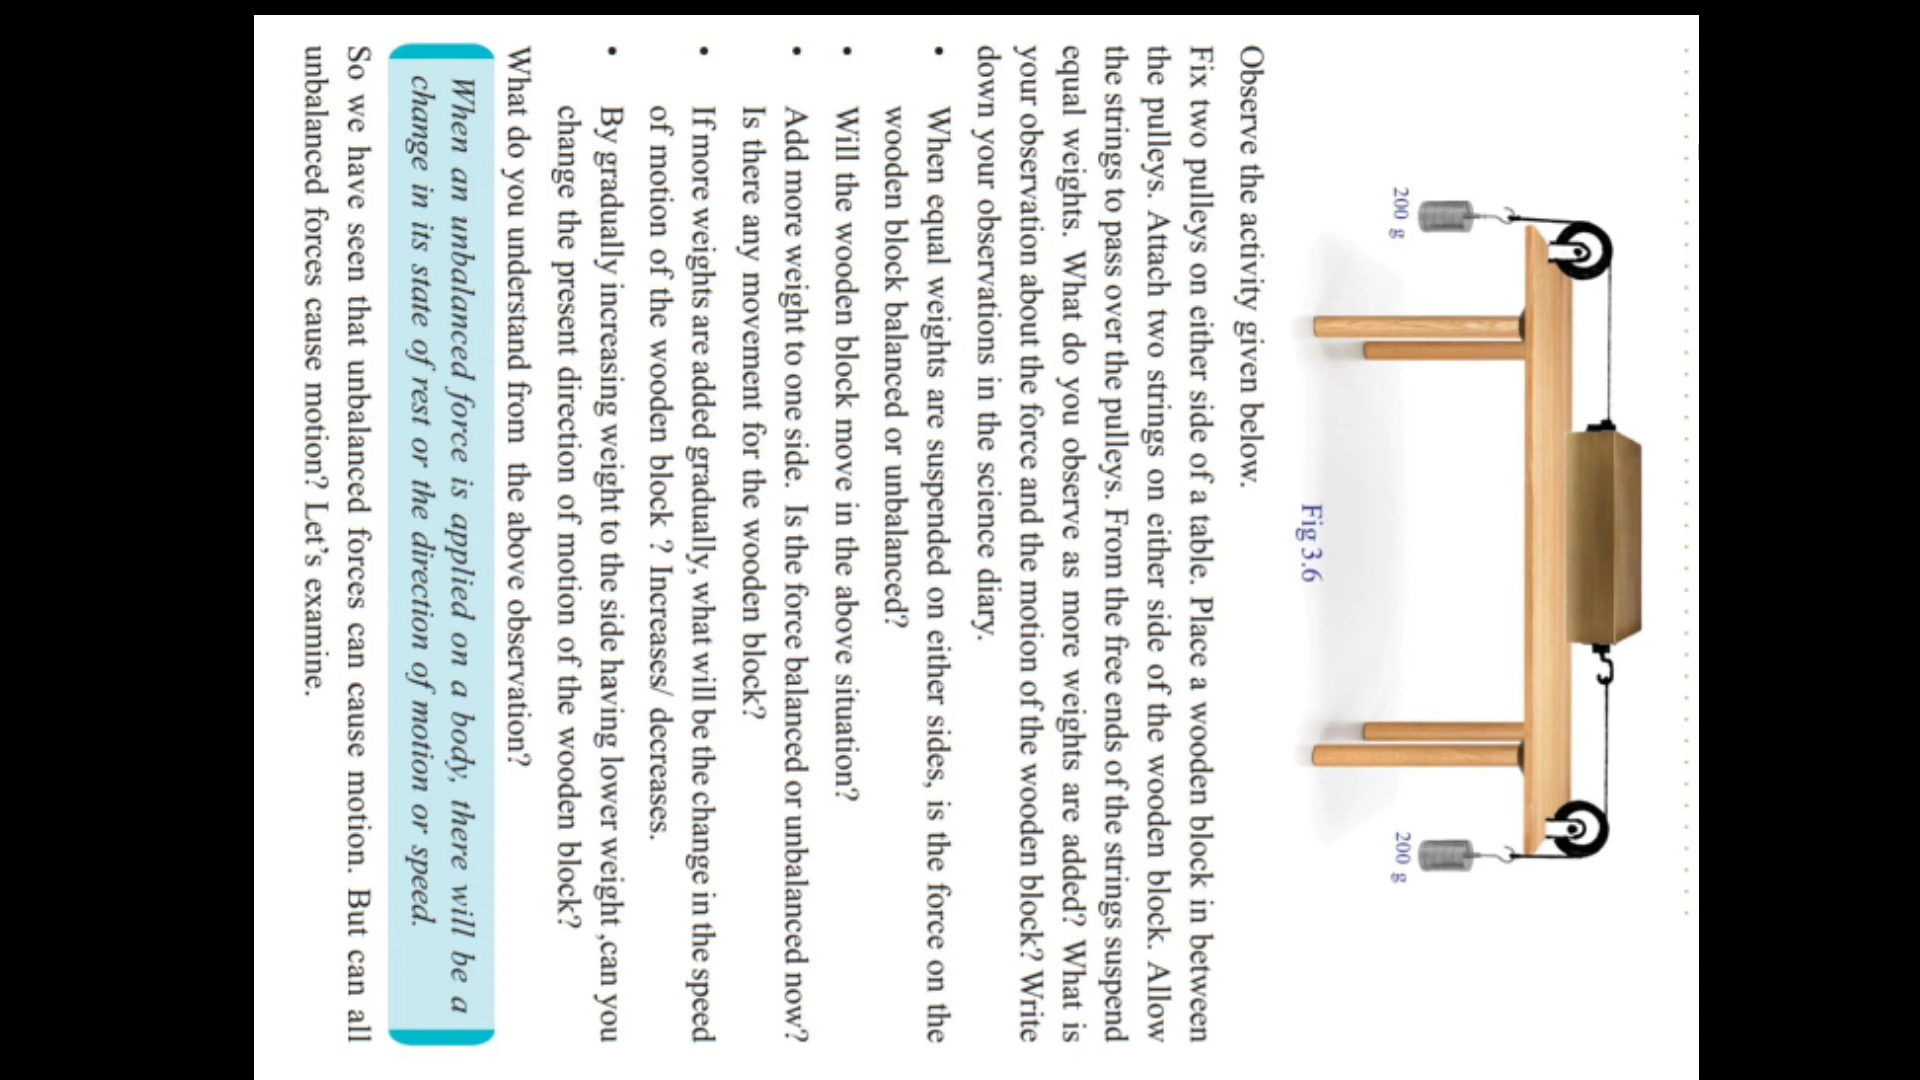 200 g
200 g
Fig 3.6
Observe the activity given below.
Fix two pulleys on either side of a table. Place a wooden block in between
the pulleys. Attach two strings on either side of the wooden block. Allow
the strings to pass over the pulleys. From the free ends of the strings suspend
equal weights. What do you observe as more weights are added? What is
your observation about the force and the motion of the wooden block? Write
down your observations in the science diary.
• When equal weights are suspended on either sides, is the force on the
wooden block balanced or unbalanced?
• Will the wooden block move in the above situation?
• Add more weight to one side. Is the force balanced or unbalanced now?
Is there any movement for the wooden block?
• If more weights are added gradually, what will be the change in the speed
of motion of the wooden block ? Increases/ decreases.
• By gradually increasing weight to the side having lower weight ,can you
change the present direction of motion of the wooden block?
What do you understand from the above observation?
When an unbalanced force is applied on a body, there will be a
change in its state of rest or the direction of motion or speed.
So we have seen that unbalanced forces can cause motion. But can all
unbalanced forces cause motion? Let's examine.